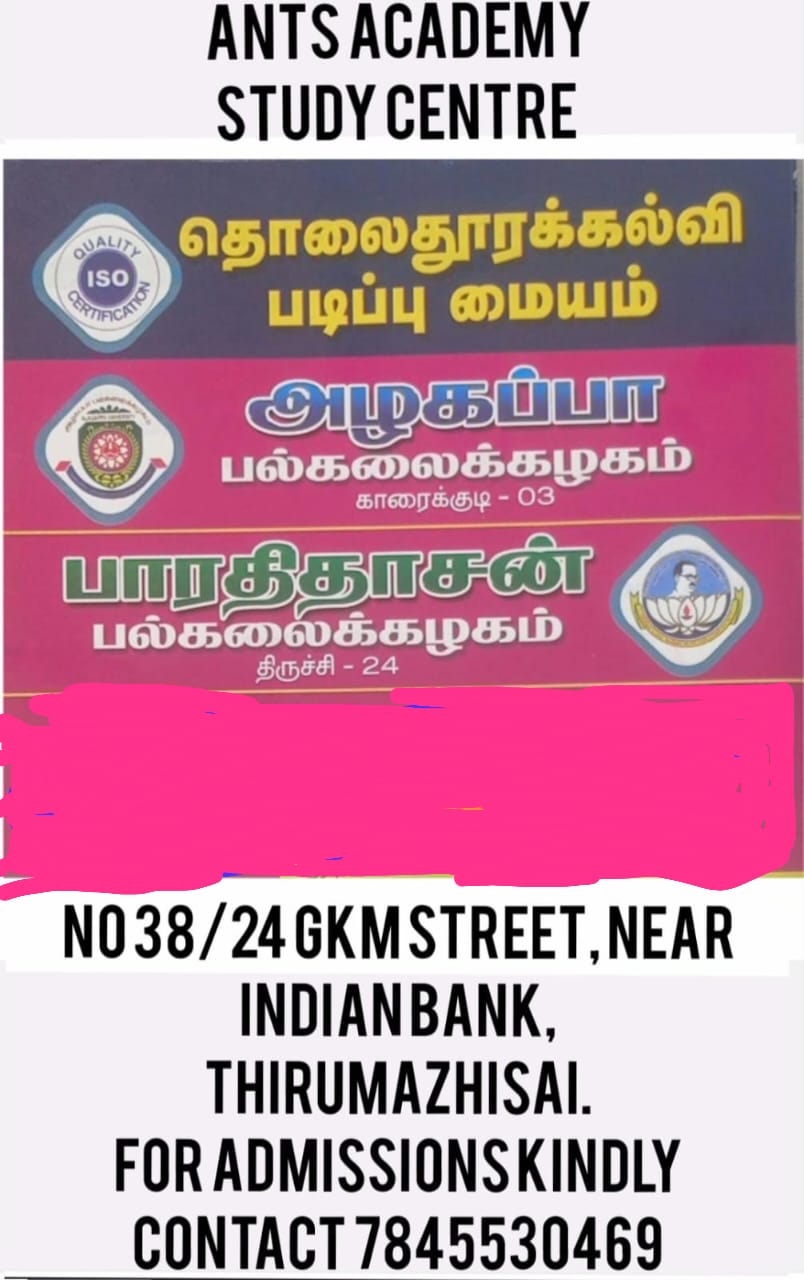 ANTS ACADEMY
STUDY CENTRE
தொலைதூரக்கல்வி
படிப்பு மையம்
QUALITY
ISO
CERTIFICATION
அழகப்பா
பல்கலைக்கழகம்
காரைக்குடி - 03
பாரதிதாசன்
பல்கலைக்கழகம்
திருச்சி - 24
NO 38 / 24 GKM STREET, NEAR
INDIAN BANK,
THIRUMAZHISAI.
FOR ADMISSIONS KINDLY
CONTACT 7845530469